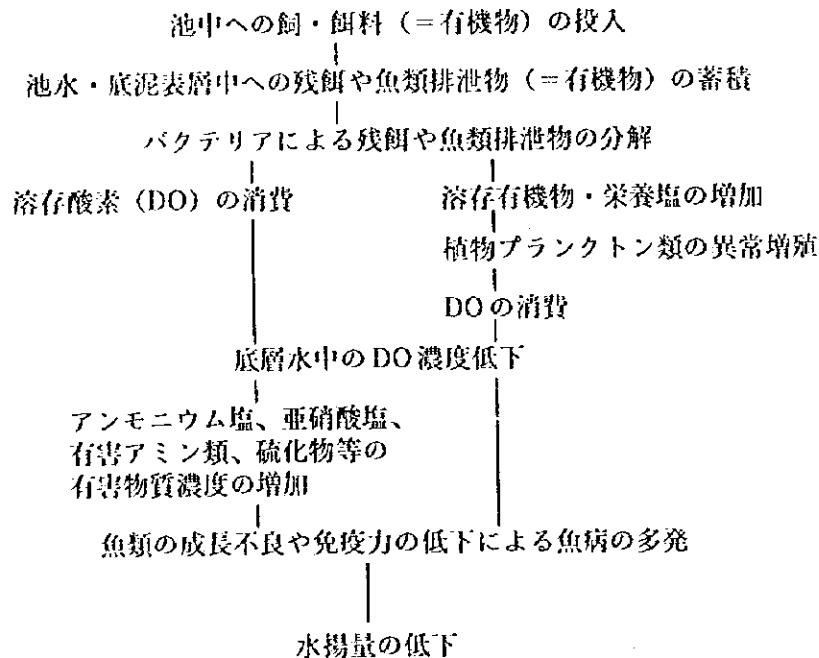 池中への飼・餌料（＝有機物）の投入
池水・底泥表層中への残餌や魚類排泄物（＝有機物）の蓄積
バクテリアによる残餌や魚類排泄物の分解
溶存酸素（DO）の消費
溶存有機物・栄養塩の増加
植物プランクトン類の異常増殖
DOの消費
底層水中のDO濃度低下
アンモニウム塩、亜硝酸塩、
有害アミン類、硫化物等の
有害物質濃度の増加
魚類の成長不良や免疫力の低下による魚病の多発
水揚量の低下